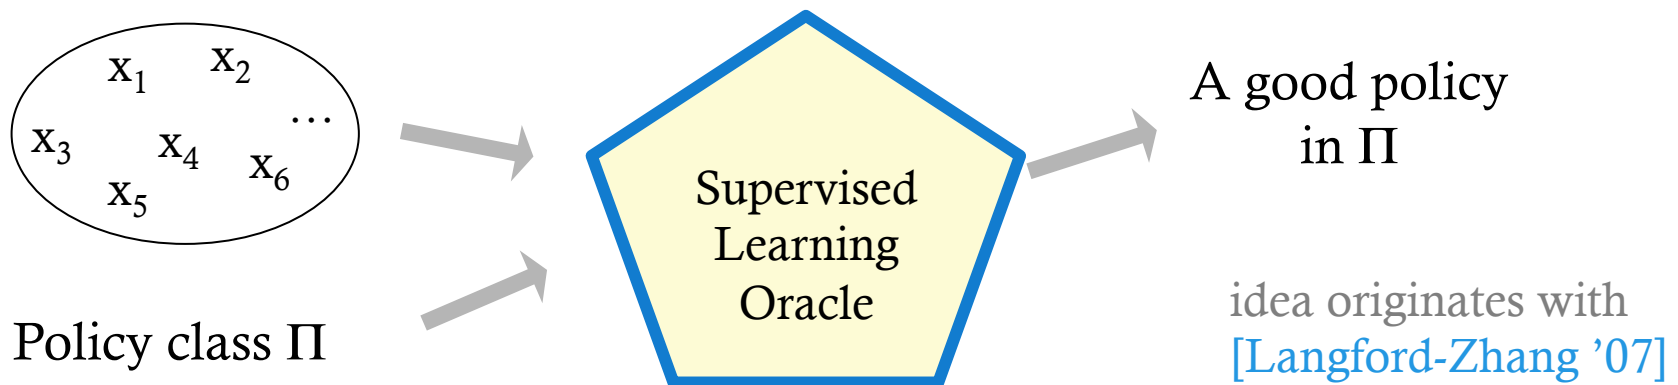 x₁ x₂
...
x₃ x₄ x₆
x₅
Policy class Π
Supervised
Learning
Oracle
A good policy
in Π
idea originates with
[Langford-Zhang ’07]